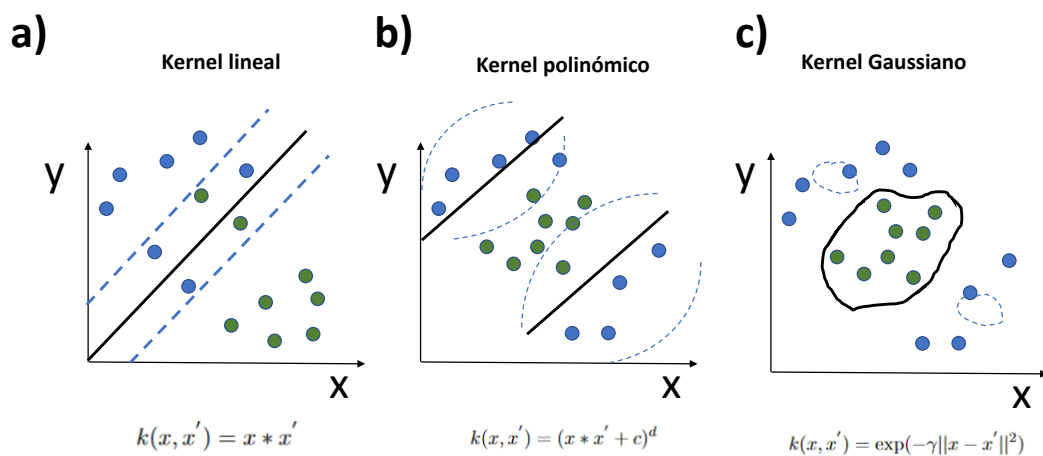 a)
Kernel lineal
y
x
k(x, x') = x * x'
b)
Kernel polinómico
y
x
k(x, x') = (x * x' + c)^d
c)
Kernel Gaussiano
y
x
k(x, x') = exp(−γ||x − x'||²)